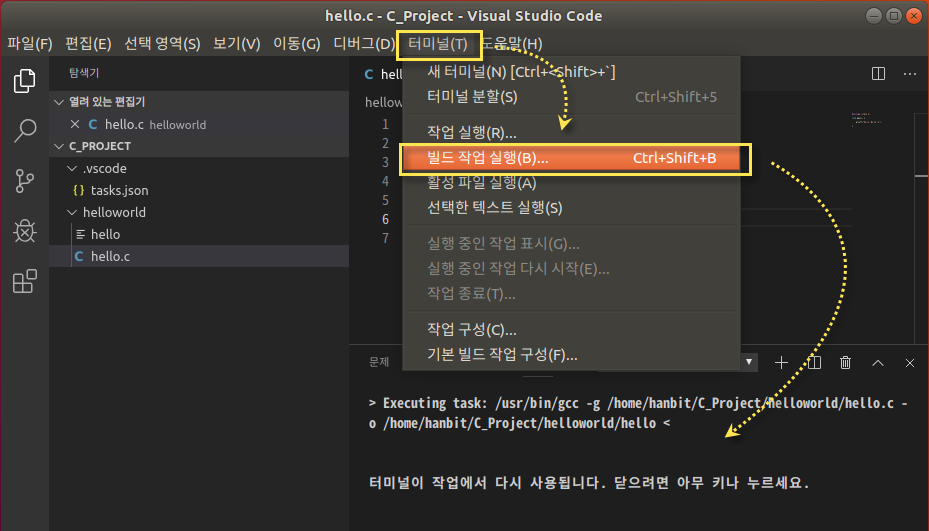 hello.c - C_Project - Visual Studio Code
파일(F) 편집(E) 선택 영역(S) 보기(V) 이동(G) 디버그(D) 터미널(T) 도움말(H)
탐색기
열려 있는 편집기
hello.c helloworld
C_PROJECT
.vscode
{ } tasks.json
helloworld
hello
C hello.c
C
hellow
1
2
3
4
5
6
7
새 터미널(N) [Ctrl+<Shift>+`]
터미널 분할(S) Ctrl+Shift+5
작업 실행(R)...
빌드 작업 실행(B)... Ctrl+Shift+B
활성 파일 실행(A)
선택한 텍스트 실행(S)
실행 중인 작업 표시(G)...
실행 중인 작업 다시 시작(E)...
작업 종료(T)...
작업 구성(C)...
기본 빌드 작업 구성(F)...
문제
> Executing task: /usr/bin/gcc -g /home/hanbit/C_Project/helloworld/hello.c -
o /home/hanbit/C_Project/helloworld/hello <
터미널이 작업에서 다시 사용됩니다. 닫으려면 아무 키나 누르세요.